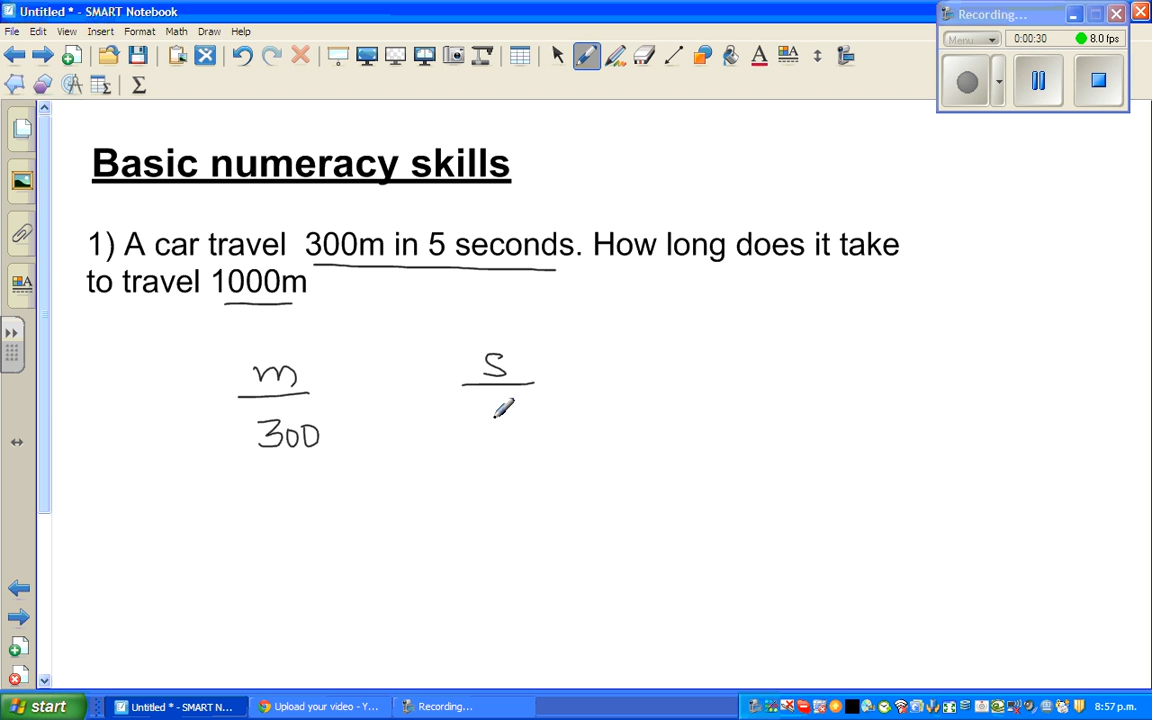 Untitled * - SMART Notebook
Recording...
File Edit View Insert Format Math Draw Help
Menu 0:00:30 8.0 fps
Basic numeracy skills
1) A car travel 300m in 5 seconds. How long does it take
to travel 1000m
m s
300
start Untitled * - SMART N... Upload your video - Y... Recording... 8:57 p.m.